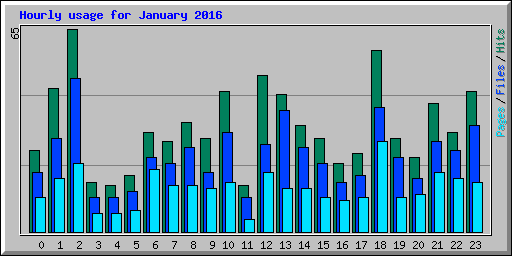 Hourly usage for January 2016
65
Pages / Files / Hits
0 1 2 3 4 5 6 7 8 9 10 11 12 13 14 15 16 17 18 19 20 21 22 23